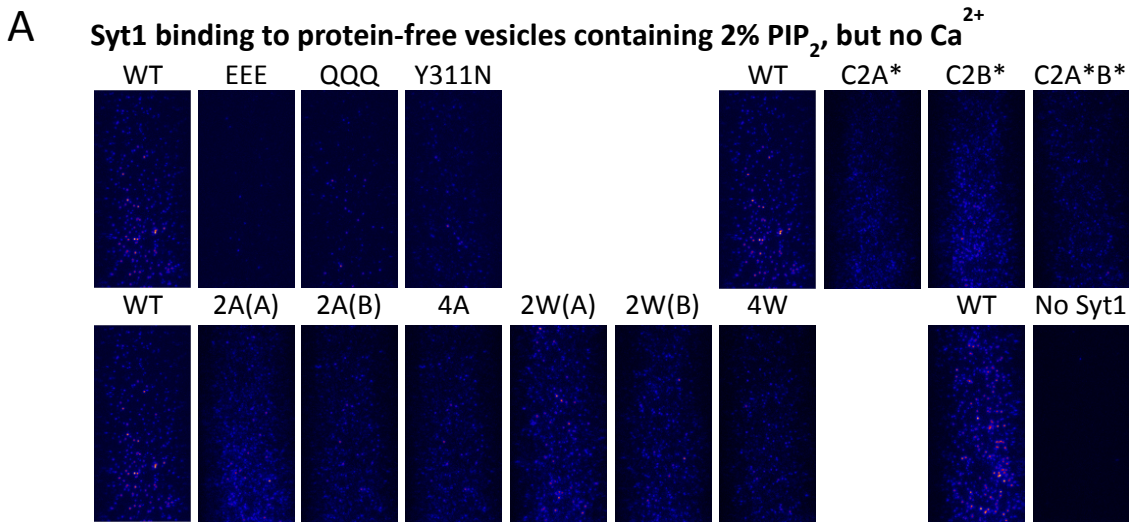 A
Syt1 binding to protein-free vesicles containing 2% PIP2, but no Ca2+
WT EEE QQQ Y311N WT C2A* C2B* C2A*B*
WT 2A(A) 2A(B) 4A 2W(A) 2W(B) 4W WT No Syt1